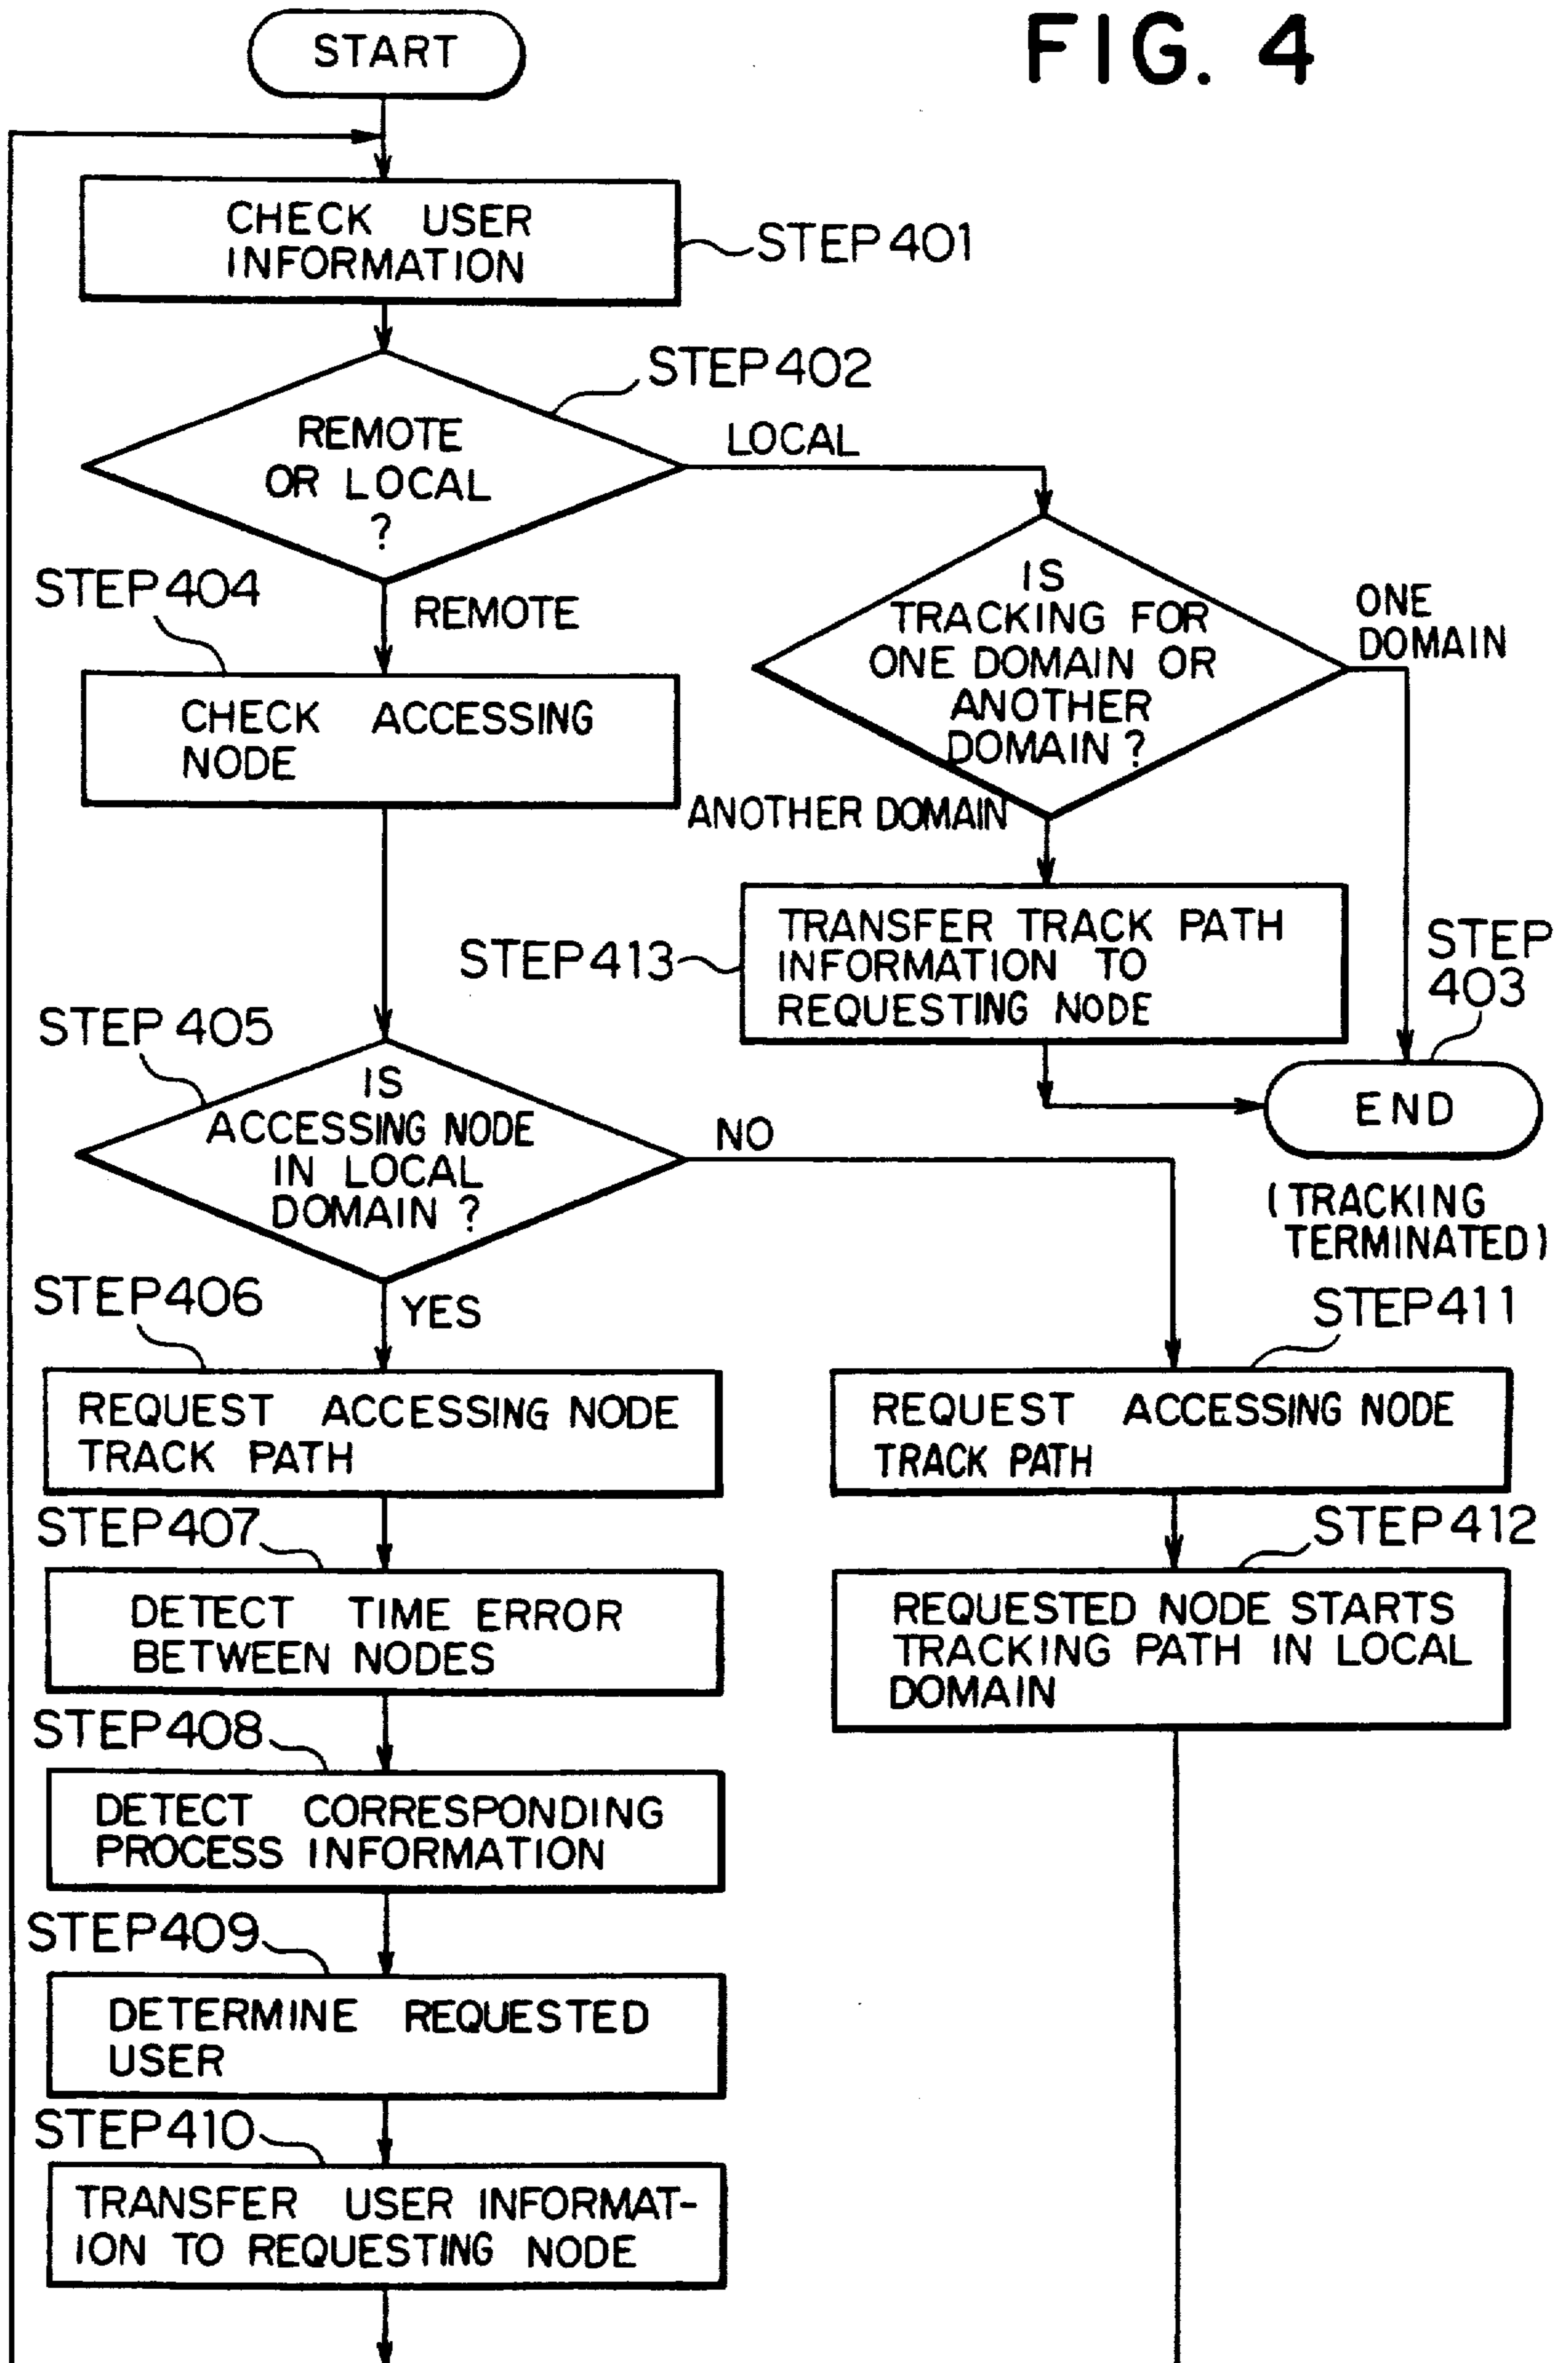 FIG. 4
START
CHECK USER
INFORMATION
STEP401
STEP402
REMOTE
OR LOCAL
?
LOCAL
REMOTE
STEP404
CHECK ACCESSING
NODE
IS
TRACKING FOR
ONE DOMAIN OR
ANOTHER
DOMAIN ?
ONE
DOMAIN
ANOTHER DOMAIN
STEP413
TRANSFER TRACK PATH
INFORMATION TO
REQUESTING NODE
STEP
403
END
(TRACKING
TERMINATED)
STEP405
IS
ACCESSING NODE
IN LOCAL
DOMAIN ?
NO
YES
STEP406
REQUEST ACCESSING NODE
TRACK PATH
STEP411
REQUEST ACCESSING NODE
TRACK PATH
STEP407
DETECT TIME ERROR
BETWEEN NODES
STEP412
REQUESTED NODE STARTS
TRACKING PATH IN LOCAL
DOMAIN
STEP408
DETECT CORRESPONDING
PROCESS INFORMATION
STEP409
DETERMINE REQUESTED
USER
STEP410
TRANSFER USER INFORMAT-
ION TO REQUESTING NODE